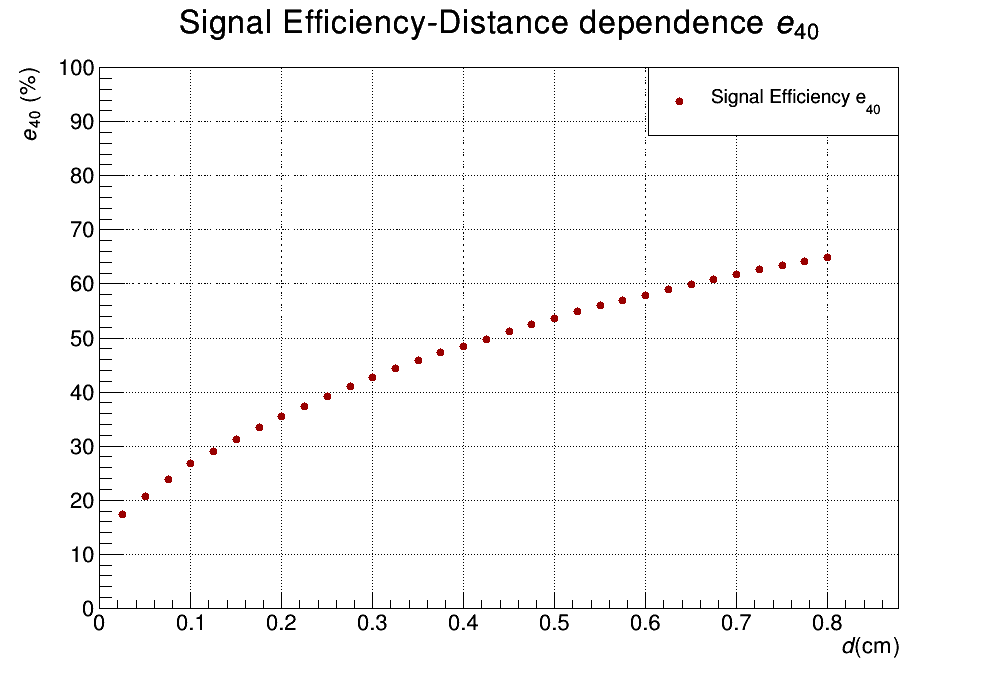 Signal Efficiency-Distance dependence e40
e40 (%)
100
90
80
70
60
50
40
30
20
10
0
Signal Efficiency e40
0 0.1 0.2 0.3 0.4 0.5 0.6 0.7 0.8
d(cm)